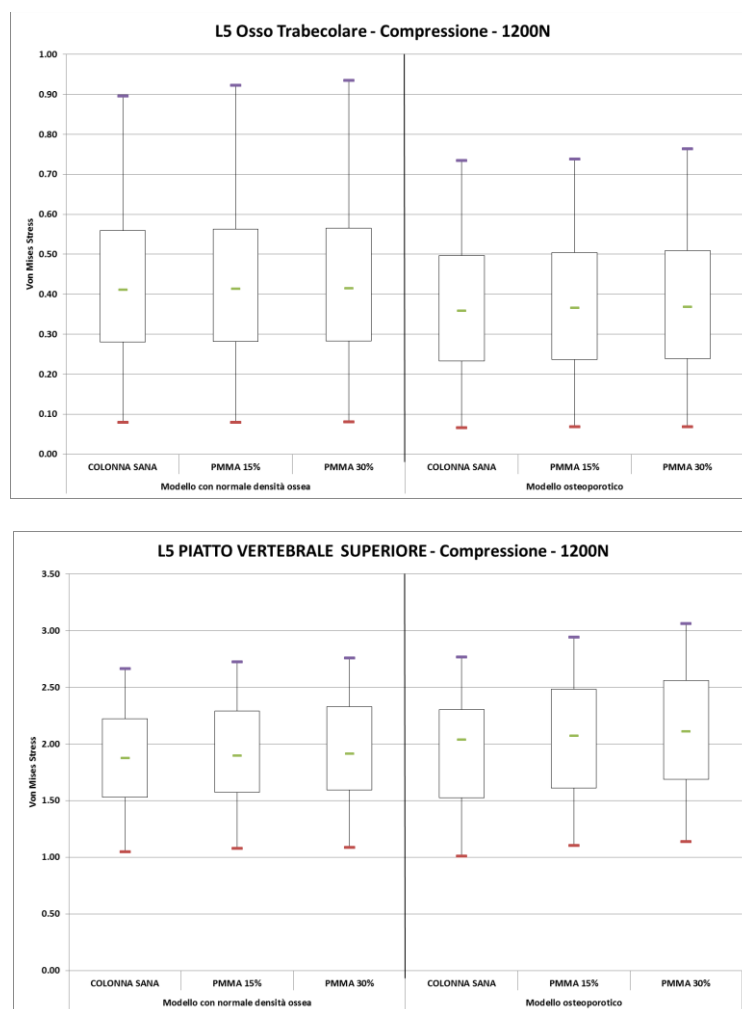 L5 Osso Trabecolare - Compressione - 1200N
1.00
0.90
0.80
0.70
0.60
0.50
0.40
0.30
0.20
0.10
0.00
Von Mises Stress
COLONNA SANA PMMA 15% PMMA 30% COLONNA SANA PMMA 15% PMMA 30%
Modello con normale densità ossea Modello osteoporotico
L5 PIATTO VERTEBRALE SUPERIORE - Compressione - 1200N
3.50
3.00
2.50
2.00
1.50
1.00
0.50
0.00
Von Mises Stress
COLONNA SANA PMMA 15% PMMA 30% COLONNA SANA PMMA 15% PMMA 30%
Modello con normale densità ossea Modello osteoporotico